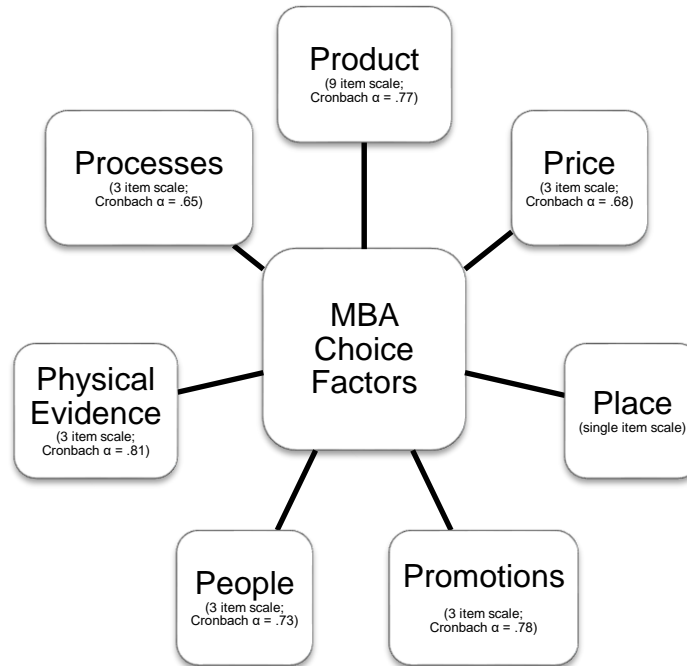 Product
(9 item scale;
Cronbach α = .77)
Processes
(3 item scale;
Cronbach α = .65)
Price
(3 item scale;
Cronbach α = .68)
MBA
Choice
Factors
Physical
Evidence
(3 item scale;
Cronbach α = .81)
Place
(single item scale)
People
(3 item scale;
Cronbach α = .73)
Promotions
(3 item scale;
Cronbach α = .78)